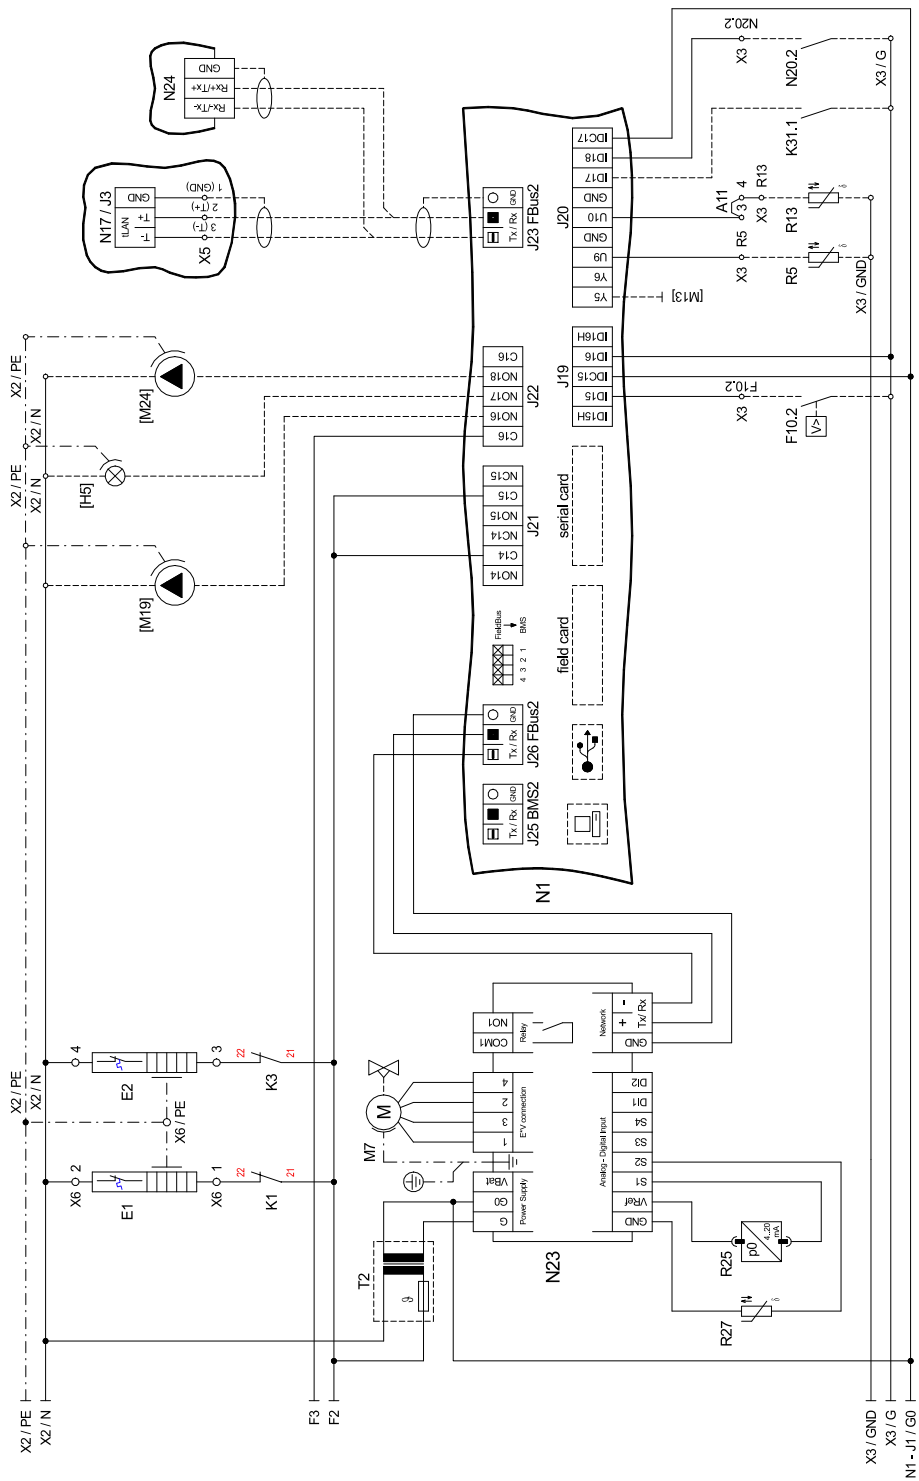 X2 / PE
X2 / N
F3
F2
X3 / GND
X3 / G
N1 - J1 / G0
X2 / PE
X2 / N
X6
2
E1
X6
1
22
21
K1
4
E2
3
22
21
K3
X6 / PE
T2
ϑ
N23
G
G0
VBat
Power Supply
1
3
2
4
E*V connection
COM1
NO1
Relay
GND
VRef
S1
S2
S3
S4
DI1
DI2
Analog - Digital Input
GND
+
-
Tx/ Rx
Network
M7
M
R25
p0
4..20
mA
R27
N1
J25 BMS2
Tx / Rx
GND
J26 FBus2
Tx / Rx
GND
4 3 2 1
FieldBus
BMS
field card
serial card
J21
NO14
C14
NC14
NO15
C15
NC15
J22
C16
NO16
NO17
NO18
C16
J23 FBus2
Tx / Rx
GND
J19
ID15H
ID15
IDC15
ID16
ID16H
J20
Y5
Y6
U9
GND
U10
GND
ID17
ID18
IDC17
[M19]
[H5]
[M24]
X2 / PE
X2 / N
X2 / PE
X2 / N
N17 / J3
tLAN
T-
T+
GND
3 (T-)
2 (T+)
1 (GND)
X5
N24
Rx-/Tx-
Rx+/Tx+
GND
F10.2
X3
F10.2
V>
[M13]
R5
X3
R5
X3 / GND
A11
3
4
X3
R13
R13
K31.1
N20.2
X3
N20.2
X3 / G